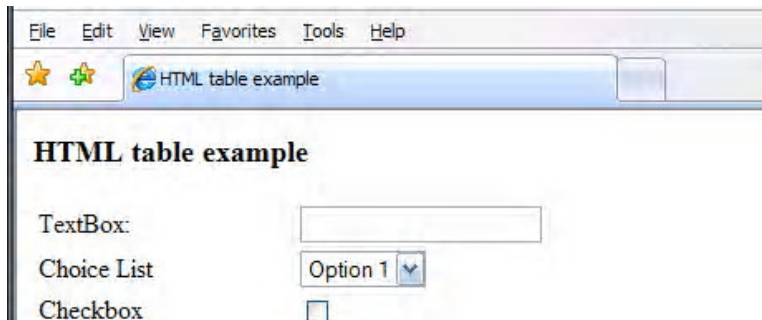 File Edit View Favorites Tools Help
HTML table example
HTML table example
TextBox:
Choice List Option 1
Checkbox